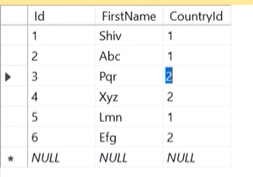 Id FirstName CountryId
1 Shiv 1
2 Abc 1
3 Pqr 2
4 Xyz 2
5 Lmn 1
6 Efg 2
* NULL NULL NULL